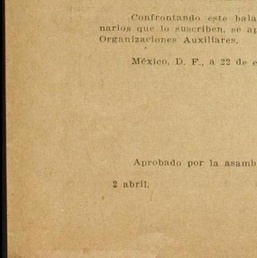 Confrontando este bala
narios que lo suscriben, se ap
Organizaciones Auxiliares.
México, D. F., a 22 de e
Aprobado por la asamb
2 abril.